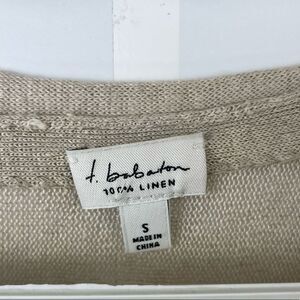 t. babaton
100% LINEN
S
MADE IN
CHINA